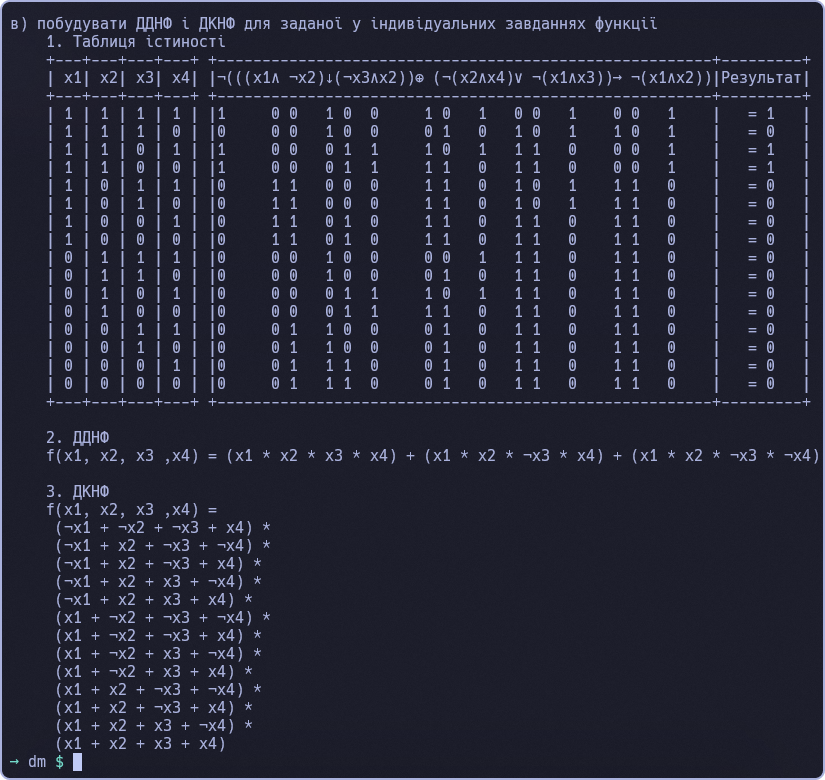 в) побудувати ДДНФ і ДКНФ для заданої у індивідуальних завданнях функції
    1. Таблиця істиності
    +---+---+---+---+ +-------------------------------------------------------+---------+
    | x1| x2| x3| x4| |¬(((x1∧ ¬x2)↓(¬x3∧x2))⊕ (¬(x2∧x4)∨ ¬(x1∧x3))→ ¬(x1∧x2))|Результат|
    +---+---+---+---+ +-------------------------------------------------------+---------+
    | 1 | 1 | 1 | 1 | |1     0 0   1 0  0     1 0   1   0 0   1    0 0   1    |   = 1   |
    | 1 | 1 | 1 | 0 | |0     0 0   1 0  0     0 1   0   1 0   1    1 0   1    |   = 0   |
    | 1 | 1 | 0 | 1 | |1     0 0   0 1  1     1 0   1   1 1   0    0 0   1    |   = 1   |
    | 1 | 1 | 0 | 0 | |1     0 0   0 1  1     1 1   0   1 1   0    0 0   1    |   = 1   |
    | 1 | 0 | 1 | 1 | |0     1 1   0 0  0     1 1   0   1 0   1    1 1   0    |   = 0   |
    | 1 | 0 | 1 | 0 | |0     1 1   0 0  0     1 1   0   1 0   1    1 1   0    |   = 0   |
    | 1 | 0 | 0 | 1 | |0     1 1   0 1  0     1 1   0   1 1   0    1 1   0    |   = 0   |
    | 1 | 0 | 0 | 0 | |0     1 1   0 1  0     1 1   0   1 1   0    1 1   0    |   = 0   |
    | 0 | 1 | 1 | 1 | |0     0 0   1 0  0     0 0   1   1 1   0    1 1   0    |   = 0   |
    | 0 | 1 | 1 | 0 | |0     0 0   1 0  0     0 1   0   1 1   0    1 1   0    |   = 0   |
    | 0 | 1 | 0 | 1 | |0     0 0   0 1  1     1 0   1   1 1   0    1 1   0    |   = 0   |
    | 0 | 1 | 0 | 0 | |0     0 0   0 1  1     1 1   0   1 1   0    1 1   0    |   = 0   |
    | 0 | 0 | 1 | 1 | |0     0 1   1 0  0     0 1   0   1 1   0    1 1   0    |   = 0   |
    | 0 | 0 | 1 | 0 | |0     0 1   1 0  0     0 1   0   1 1   0    1 1   0    |   = 0   |
    | 0 | 0 | 0 | 1 | |0     0 1   1 1  0     0 1   0   1 1   0    1 1   0    |   = 0   |
    | 0 | 0 | 0 | 0 | |0     0 1   1 1  0     0 1   0   1 1   0    1 1   0    |   = 0   |
    +---+---+---+---+ +-------------------------------------------------------+---------+
    2. ДДНФ
    f(x1, x2, x3 ,x4) = (x1 * x2 * x3 * x4) + (x1 * x2 * ¬x3 * x4) + (x1 * x2 * ¬x3 * ¬x4)
    3. ДКНФ
    f(x1, x2, x3 ,x4) =
     (¬x1 + ¬x2 + ¬x3 + x4) *
     (¬x1 + x2 + ¬x3 + ¬x4) *
     (¬x1 + x2 + ¬x3 + x4) *
     (¬x1 + x2 + x3 + ¬x4) *
     (¬x1 + x2 + x3 + x4) *
     (x1 + ¬x2 + ¬x3 + ¬x4) *
     (x1 + ¬x2 + ¬x3 + x4) *
     (x1 + ¬x2 + x3 + ¬x4) *
     (x1 + ¬x2 + x3 + x4) *
     (x1 + x2 + ¬x3 + ¬x4) *
     (x1 + x2 + ¬x3 + x4) *
     (x1 + x2 + x3 + ¬x4) *
     (x1 + x2 + x3 + x4)
→ dm $